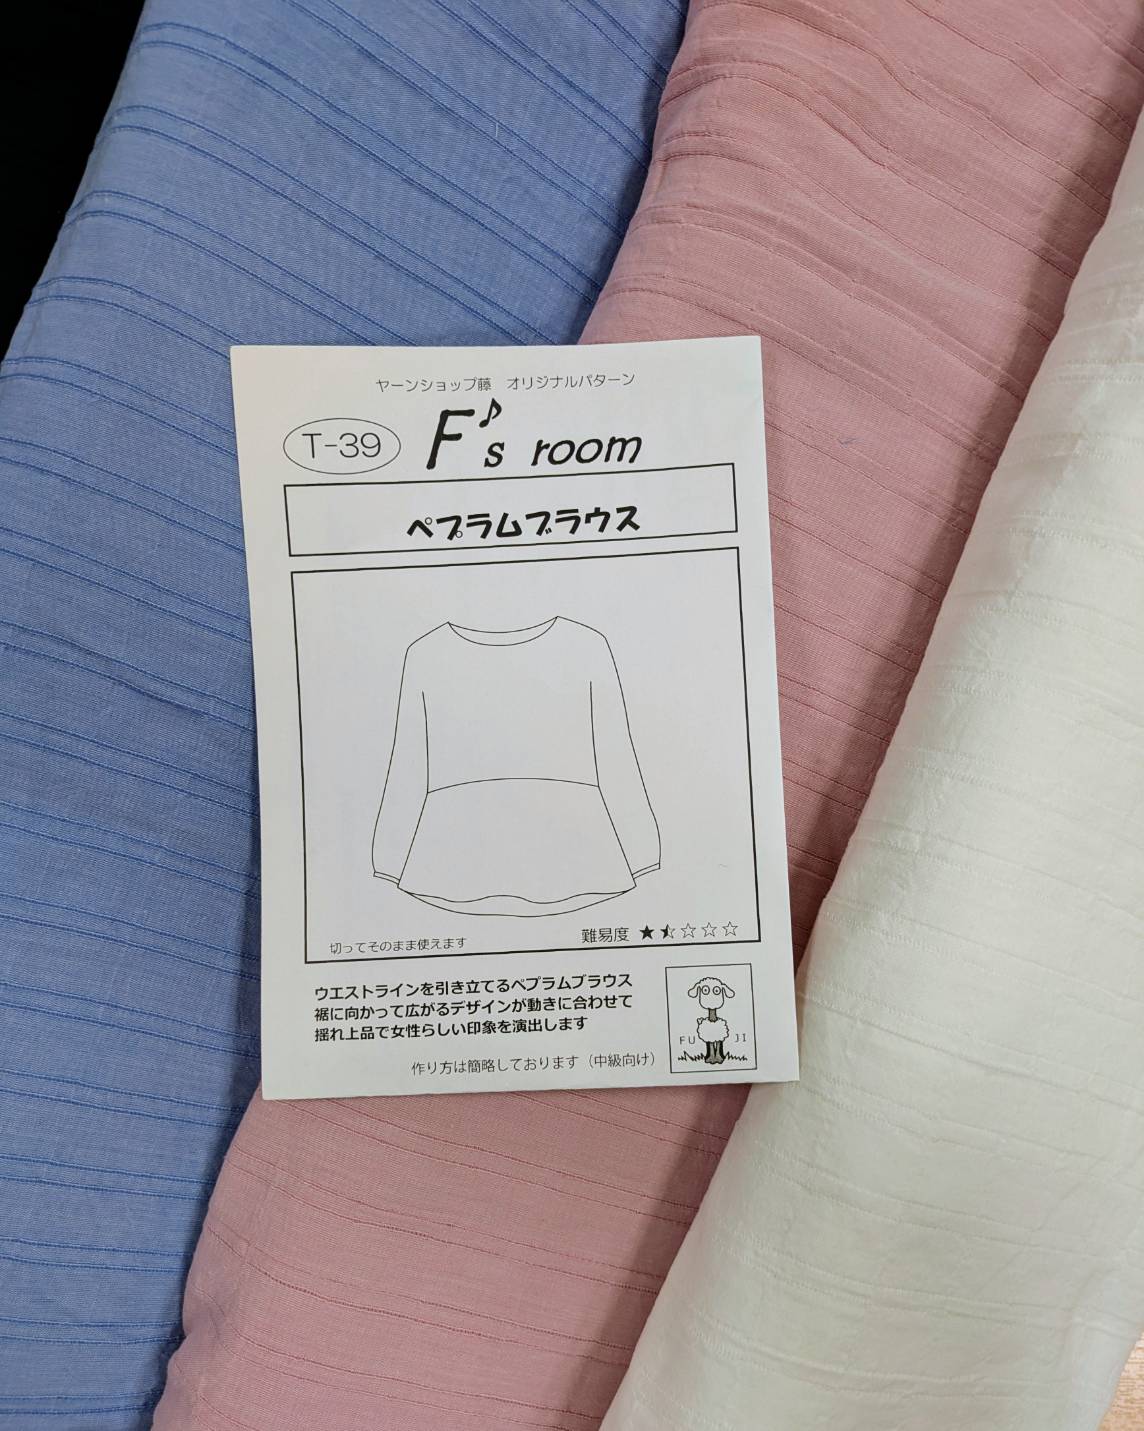 ヤーンショップ藤　オリジナルパターン
T-39
F's room
ペプラムブラウス
切ってそのまま使えます
難易度 ★⯪☆☆☆
ウエストラインを引き立てるペプラムブラウス
裾に向かって広がるデザインが動きに合わせて
揺れ上品で女性らしい印象を演出します
FU JI
作り方は簡略しております（中級向け）